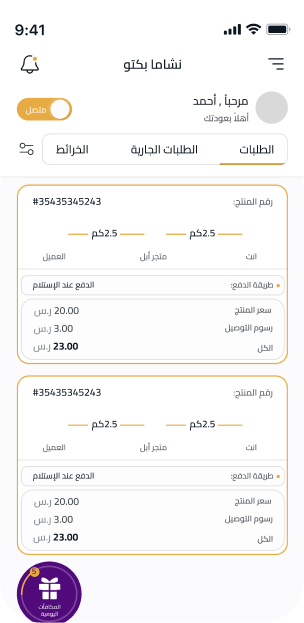 9:41
نشاما بكتو
مرحباً , أحمد
أهلاً بعودتك
متصل
الطلبات
الطلبات الجارية
الخرائط
رقم المنتج:
#35435345243
2.5كم
2.5كم
انت
متجر أبل
العميل
طريقة الدفع:
الدفع عند الإستلام
سعر المنتج
20.00 ر.س
رسوم التوصيل
3.00 ر.س
الكل
23.00 ر.س
رقم المنتج:
#35435345243
2.5كم
2.5كم
انت
متجر أبل
العميل
طريقة الدفع:
الدفع عند الإستلام
سعر المنتج
20.00 ر.س
رسوم التوصيل
3.00 ر.س
الكل
23.00 ر.س
5
المكافآت
اليومية